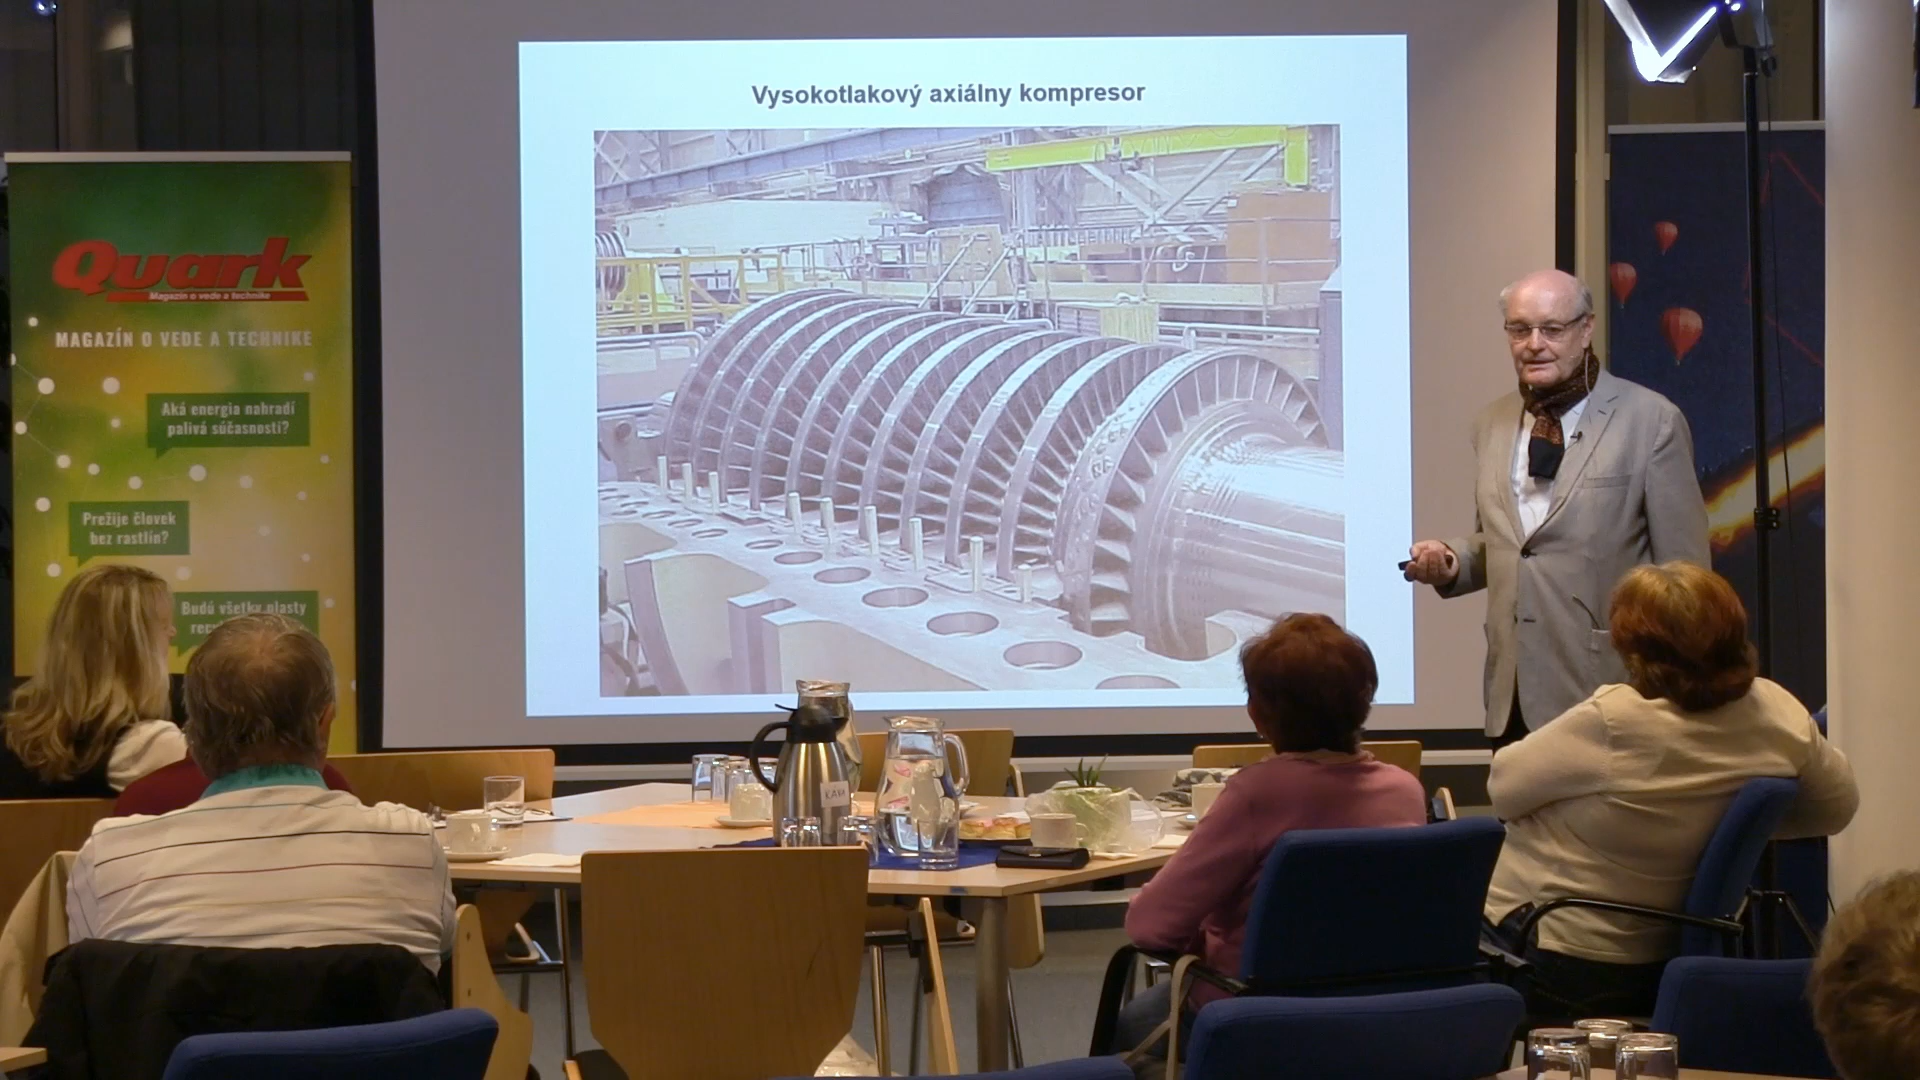 Vysokotlakový axiálny kompresor
Quark
Magazín o vede a technike
MAGAZÍN O VEDE A TECHNIKE
Aká energia nahradí
palivá súčasnosti?
Prežije človek
bez rastlín?
Budú všetky plasty
KÁVA